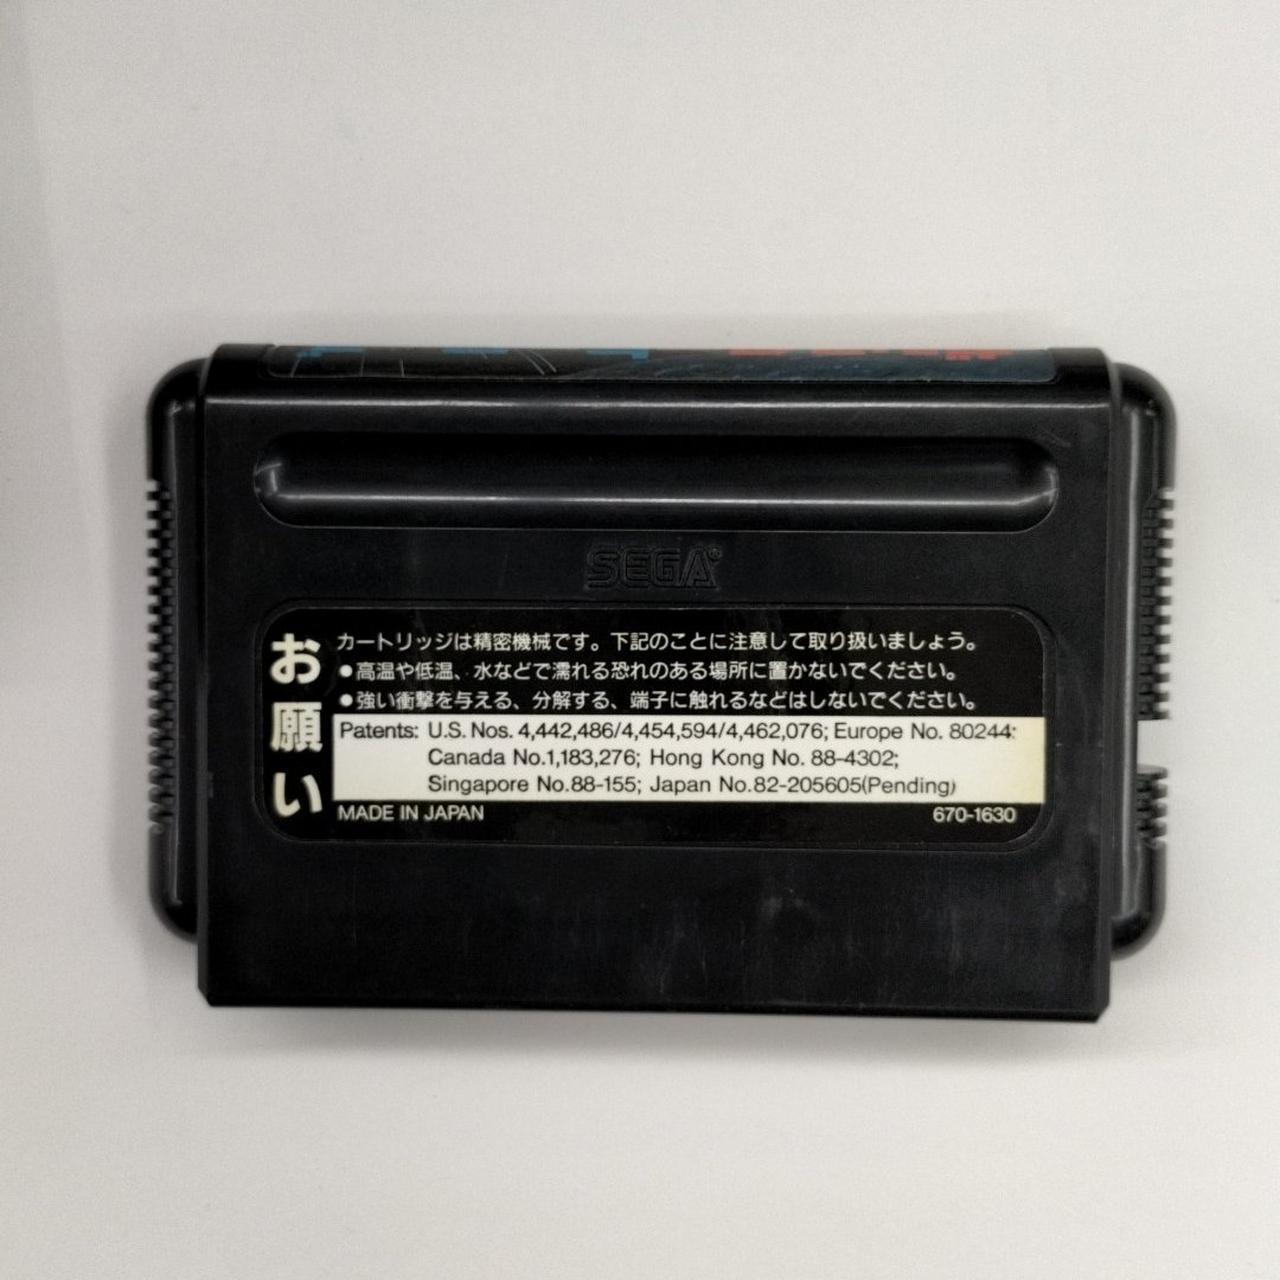 SEGA®
お願い
カートリッジは精密機械です。下記のことに注意して取り扱いましょう。
●高温や低温、水などで濡れる恐れのある場所に置かないでください。
●強い衝撃を与える、分解する、端子に触れるなどはしないでください。
Patents: U.S. Nos. 4,442,486/4,454,594/4,462,076; Europe No. 80244;
Canada No.1,183,276; Hong Kong No. 88-4302;
Singapore No.88-155; Japan No.82-205605(Pending)
MADE IN JAPAN 670-1630